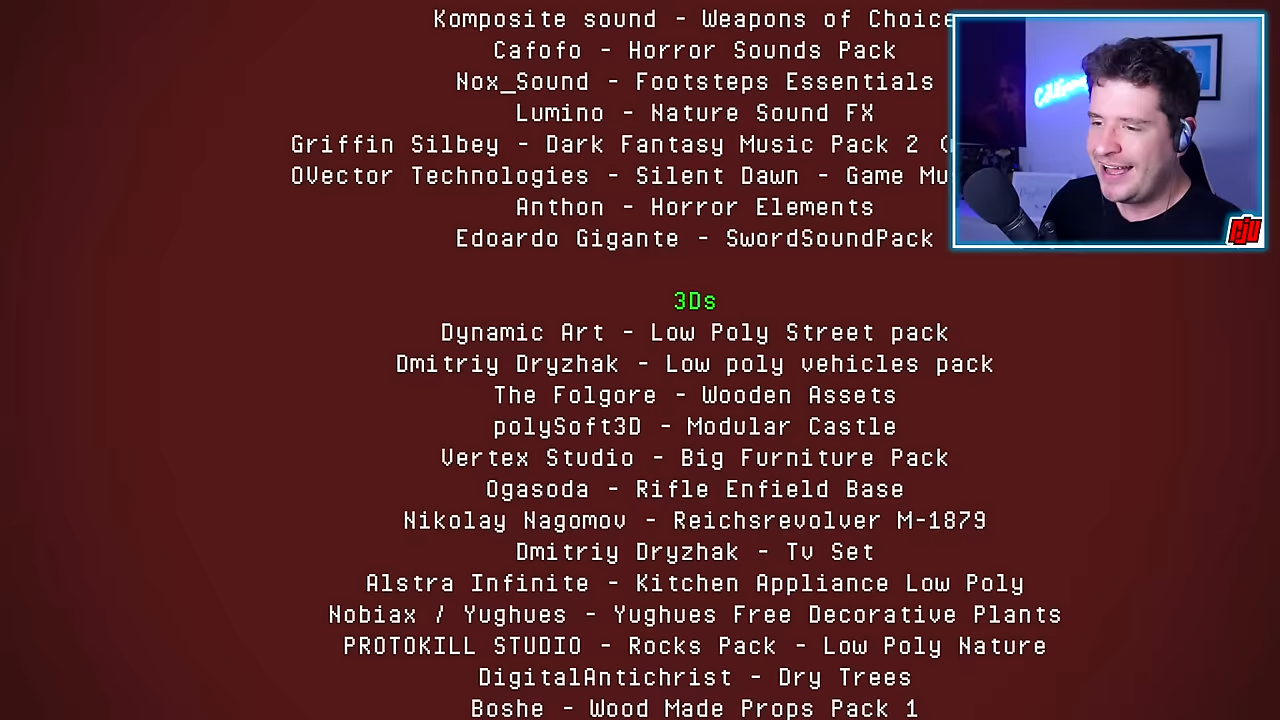 Komposite sound - Weapons of Choice
Cafofo - Horror Sounds Pack
Nox_Sound - Footsteps Essentials
Lumino - Nature Sound FX
Griffin Silbey - Dark Fantasy Music Pack 2 (
OVector Technologies - Silent Dawn - Game Mu
Anthon - Horror Elements
Edoardo Gigante - SwordSoundPack
rju
3Ds
Dynamic Art - Low Poly Street pack
Dmitriy Dryzhak - Low poly vehicles pack
The Folgore - Wooden Assets
polySoft3D - Modular Castle
Vertex Studio - Big Furniture Pack
Ogasoda - Rifle Enfield Base
Nikolay Nagomov - Reichsrevolver M-1879
Dmitriy Dryzhak - Tv Set
Alstra Infinite - Kitchen Appliance Low Poly
Nobiax / Yughues - Yughues Free Decorative Plants
PROTOKILL STUDIO - Rocks Pack - Low Poly Nature
DigitalAntichrist - Dry Trees
Boshe - Wood Made Props Pack 1